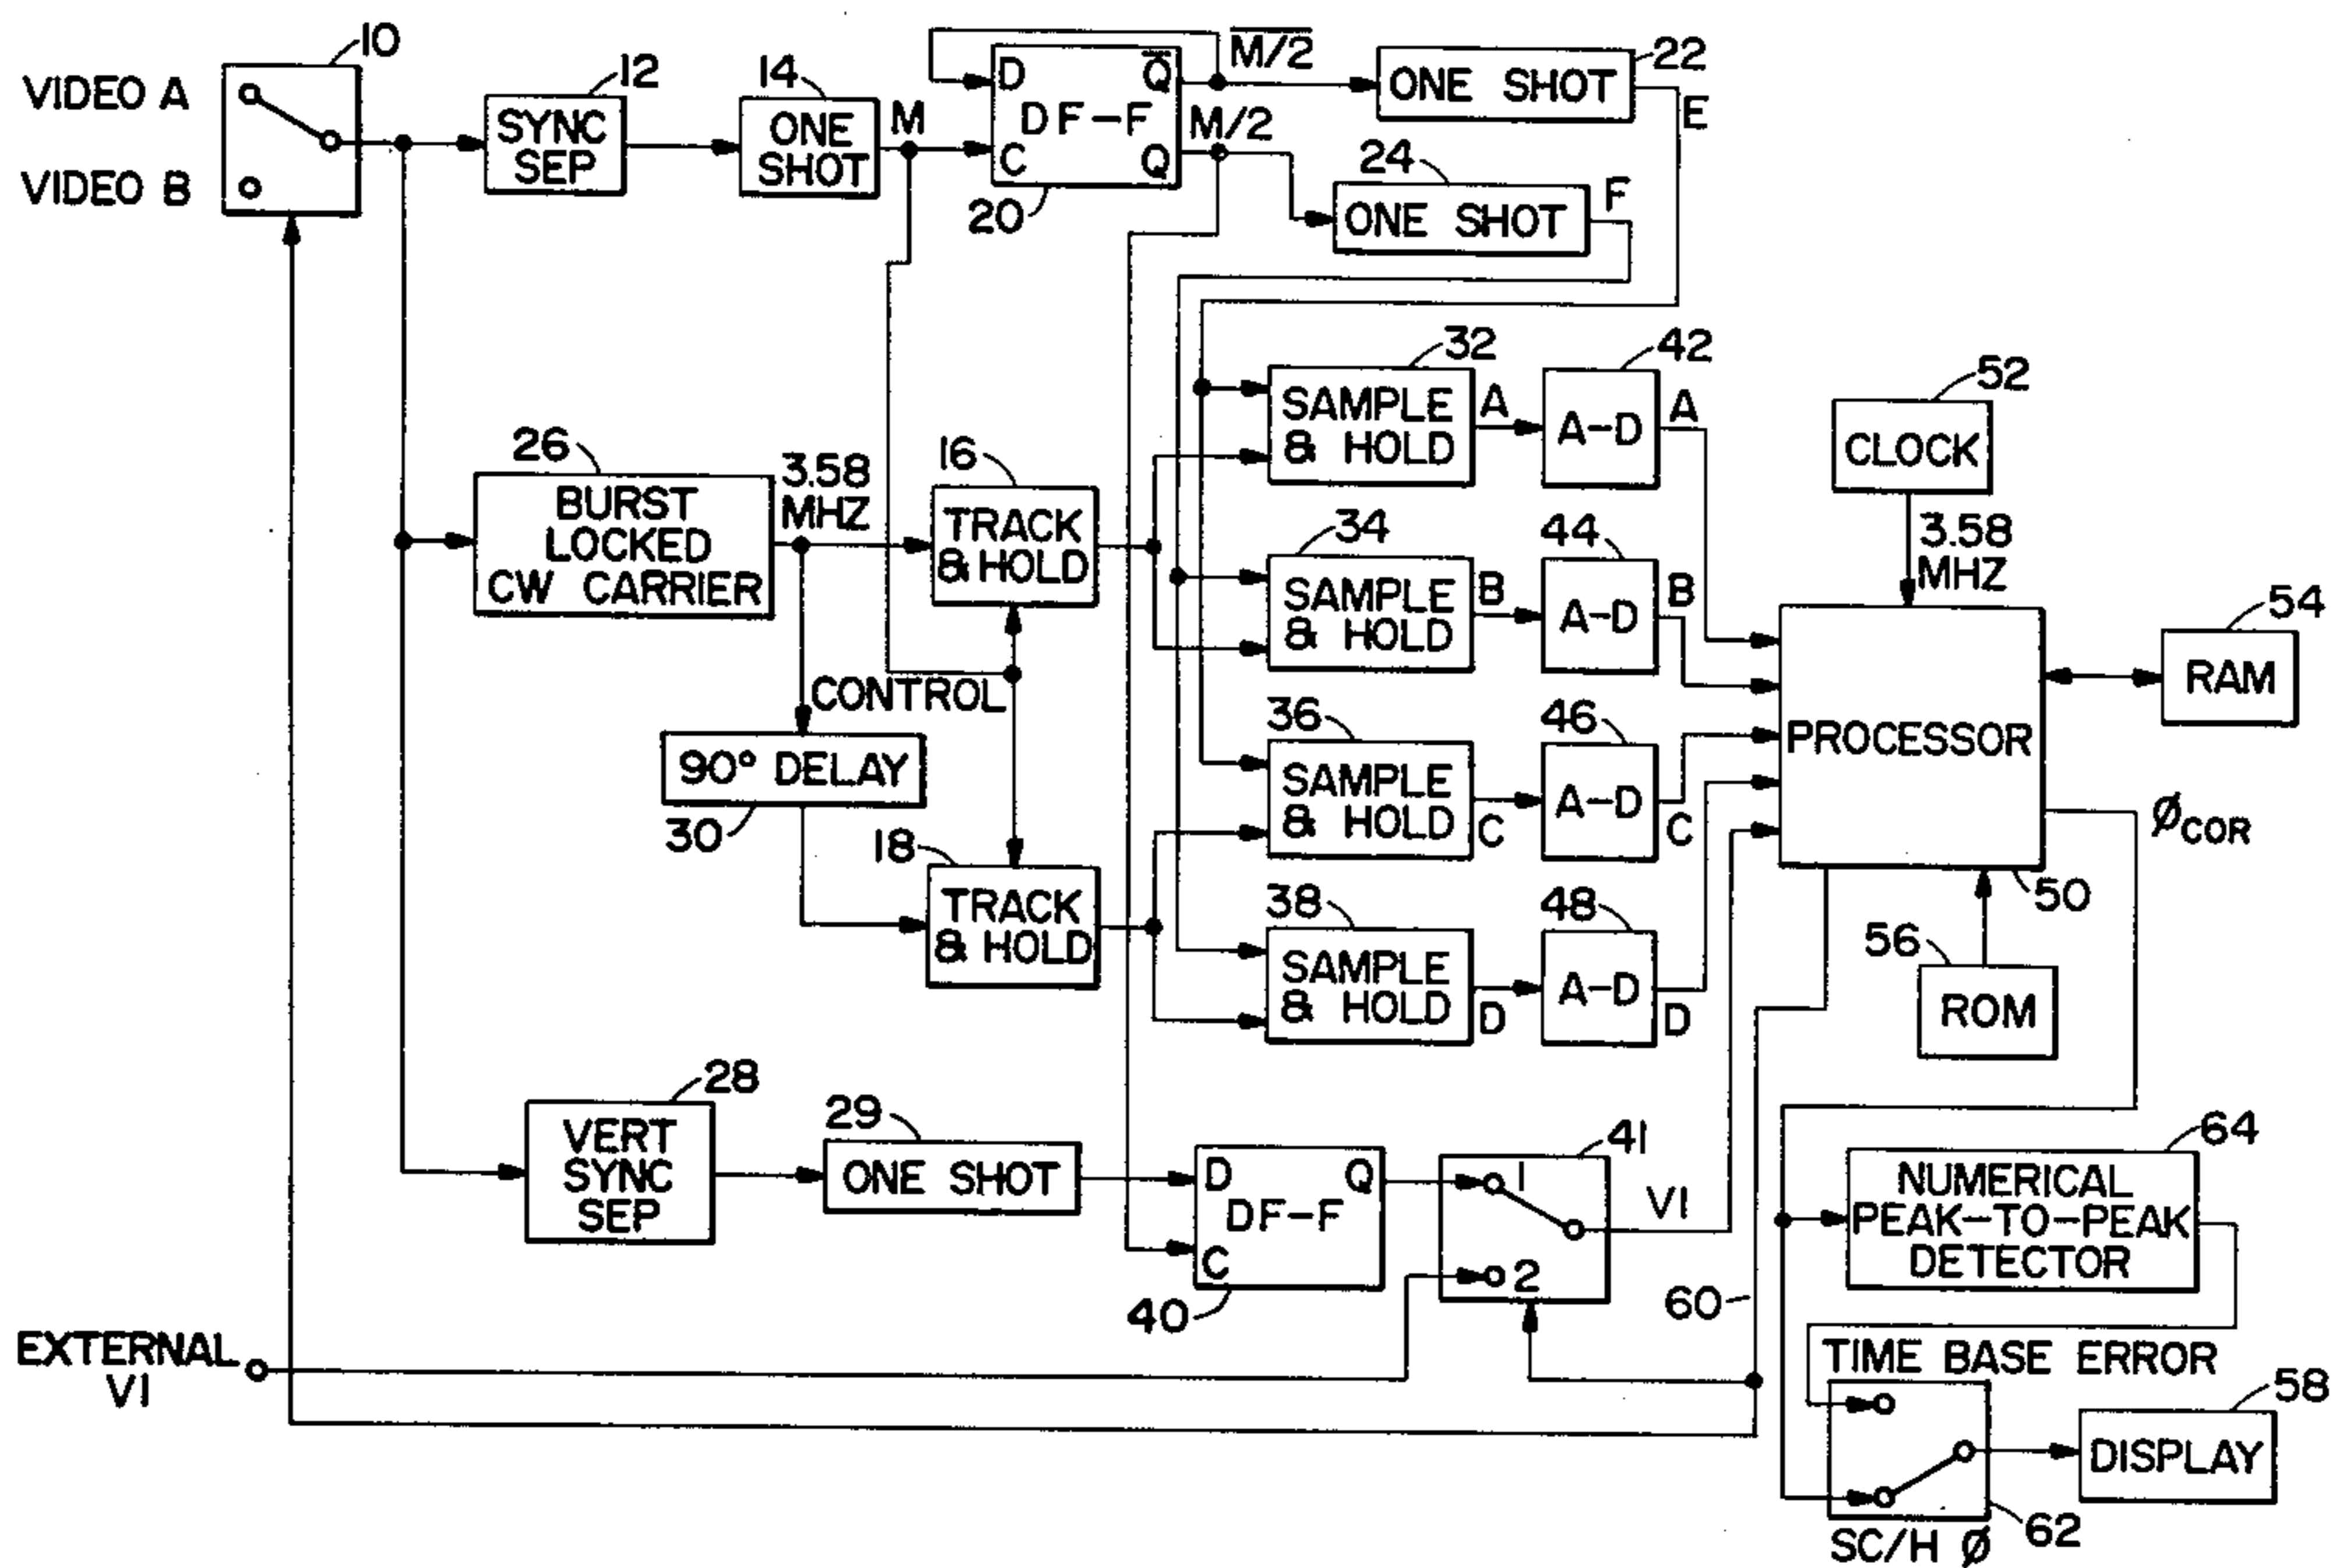 10
VIDEO A
VIDEO B
12
SYNC
SEP
14
ONE
SHOT
M
D
Q̅
DF-F
C
Q
20
M̅/̅2̅
M/2
22
ONE SHOT
E
24
ONE SHOT
F
26
BURST
LOCKED
CW CARRIER
3.58
MHZ
16
TRACK
& HOLD
CONTROL
90° DELAY
30
18
TRACK
& HOLD
32
SAMPLE
& HOLD
A
42
A-D
A
34
SAMPLE
& HOLD
B
44
A-D
B
36
SAMPLE
& HOLD
C
46
A-D
C
38
SAMPLE
& HOLD
D
48
A-D
D
52
CLOCK
3.58
MHZ
PROCESSOR
50
54
RAM
56
ROM
ØCOR
28
VERT
SYNC
SEP
29
ONE SHOT
D
Q
DF-F
C
40
41
1
2
V1
60
EXTERNAL
V1
64
NUMERICAL
PEAK-TO-PEAK
DETECTOR
TIME BASE ERROR
58
DISPLAY
62
SC/H Ø